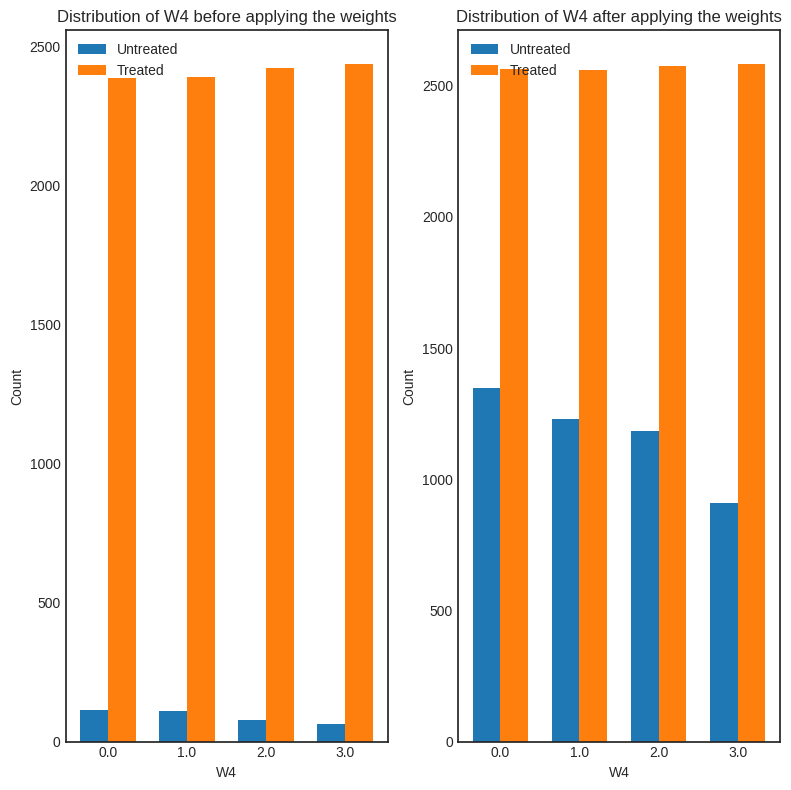 Distribution of W4 before applying the weights
Untreated
Treated
2500
2000
1500
1000
500
0
Count
0.0 1.0 2.0 3.0
W4
Distribution of W4 after applying the weights
Untreated
Treated
2500
2000
1500
1000
500
0
Count
0.0 1.0 2.0 3.0
W4